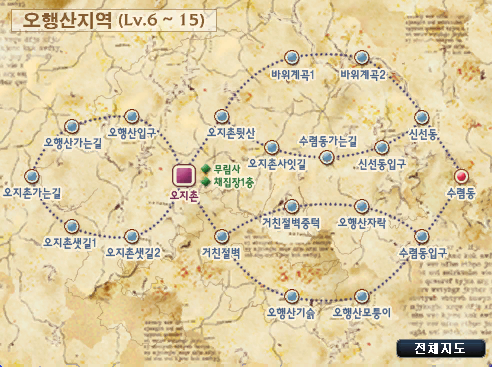 오행산지역 (Lv.6 ~ 15)
바위계곡1
바위계곡2
오행산입구
오지촌뒷산
신선동
오행산가는길
수렴동가는길
오지촌사잇길
신선동입구
무림사
채집장1층
오지촌가는길
오지촌
수렴동
거친절벽중턱
오행산자락
오지촌샛길1
오지촌샛길2
거친절벽
수렴동입구
오행산기슭
오행산모퉁이
전체지도